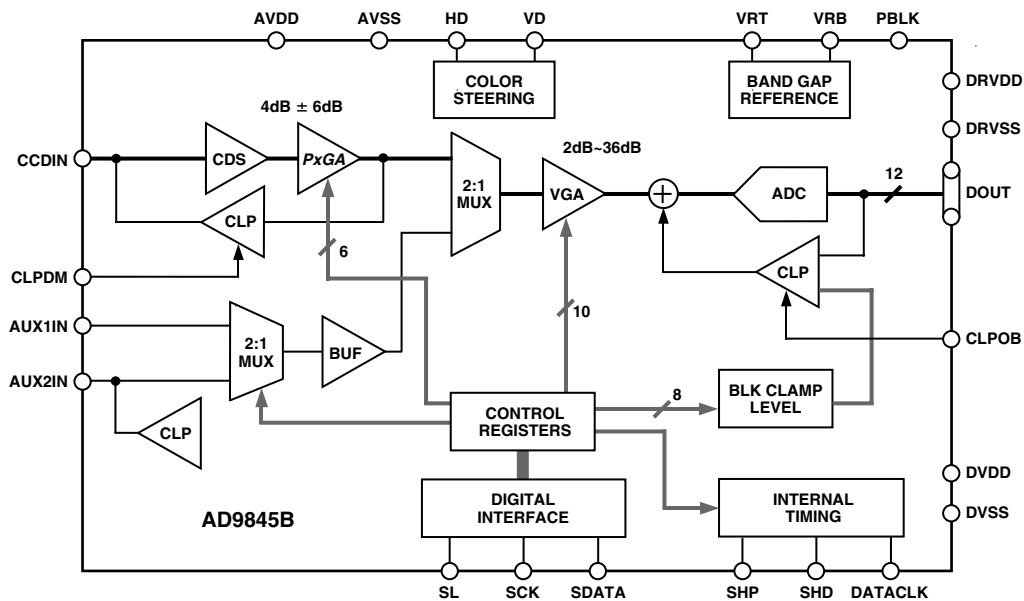 AVDD
AVSS
HD
VD
VRT
VRB
PBLK
COLOR
STEERING
BAND GAP
REFERENCE
DRVDD
DRVSS
4dB ± 6dB
2dB~36dB
CCDIN
CDS
PxGA
2:1
MUX
VGA
ADC
12
DOUT
CLP
6
CLP
CLPDM
10
AUX1IN
2:1
MUX
BUF
CLPOB
AUX2IN
8
BLK CLAMP
LEVEL
CONTROL
REGISTERS
CLP
DVDD
DIGITAL
INTERFACE
INTERNAL
TIMING
DVSS
AD9845B
SL
SCK
SDATA
SHP
SHD
DATACLK